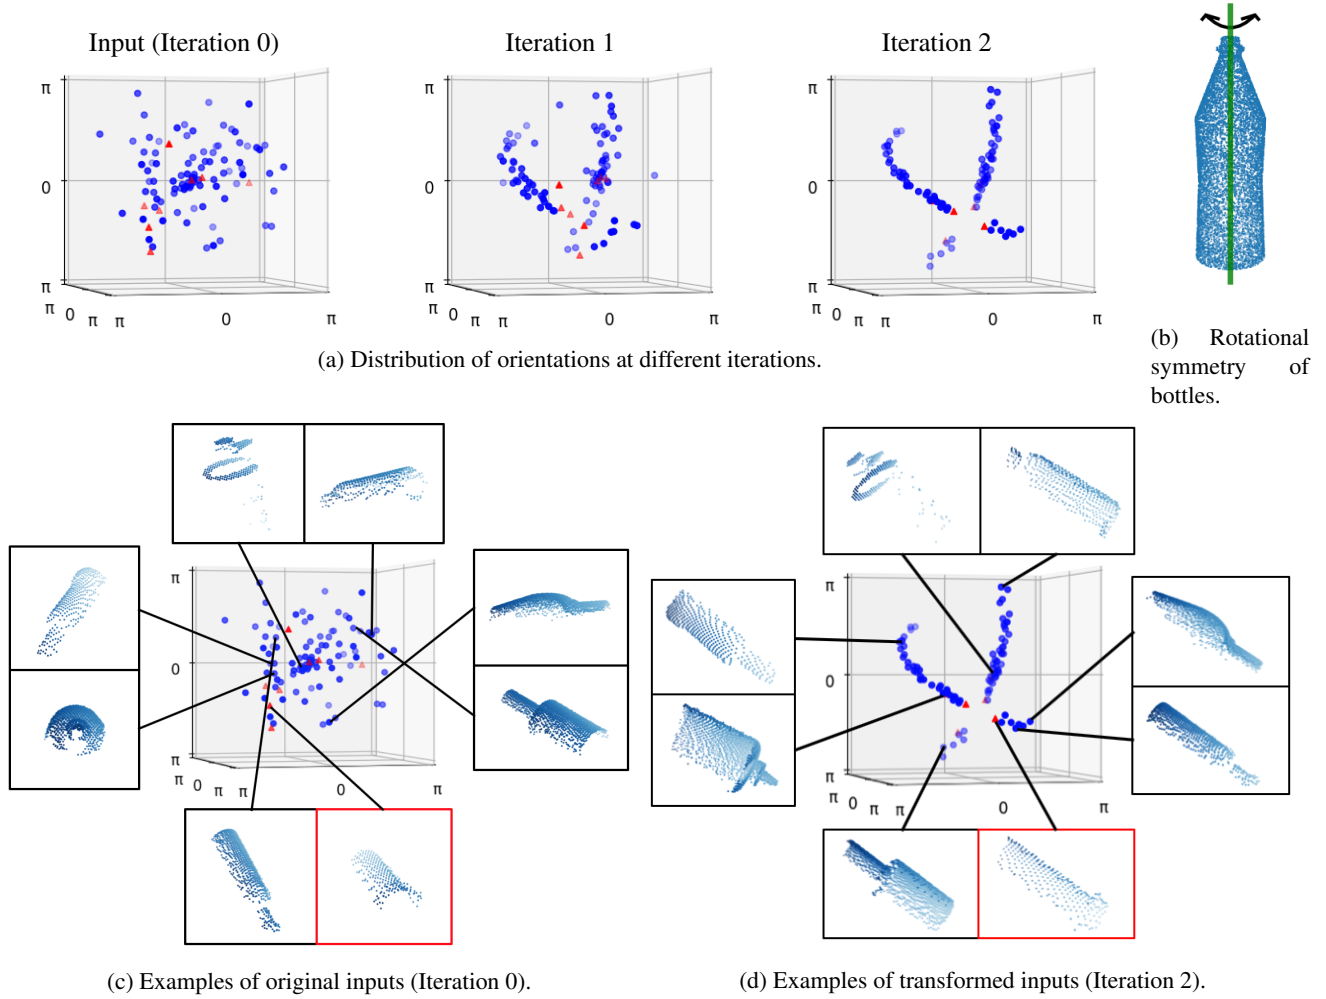 Input (Iteration 0)
Iteration 1
Iteration 2
π
0
π
π 0 π π 0 π
π
0
π
π 0 π π 0 π
π
0
π
π 0 π π 0 π
(a) Distribution of orientations at different iterations.
(b) Rotational
symmetry of
bottles.
π
0
π
π 0 π π 0 π
π
0
π
π 0 π π 0 π
(c) Examples of original inputs (Iteration 0).
(d) Examples of transformed inputs (Iteration 2).